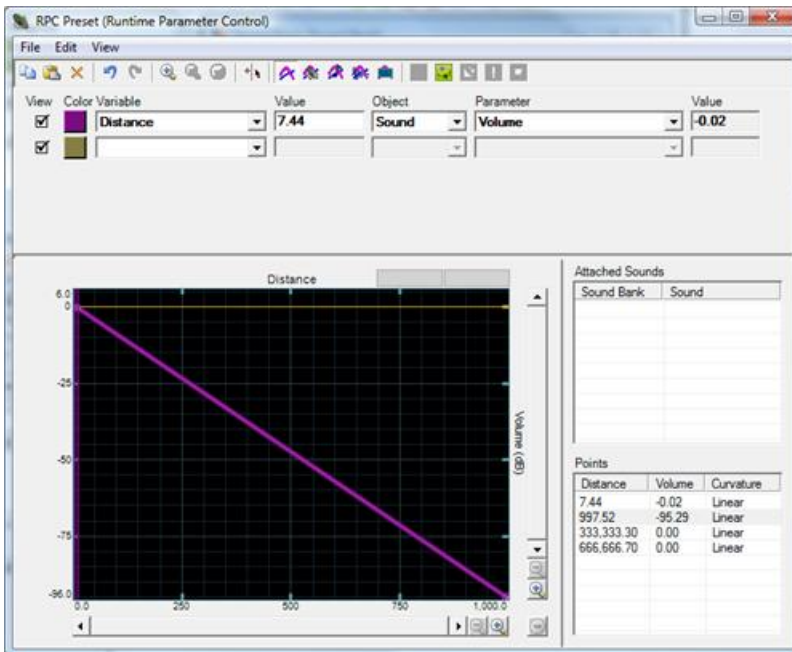 RPC Preset (Runtime Parameter Control)
File Edit View
View Color Variable Value Object Parameter Value
Distance 7.44 Sound Volume -0.02
Distance
6.0
0
-25
-50
-75
-96.0
0.0 250 500 750 1,000.0
Volume (dB)
Attached Sounds
Sound Bank Sound
Points
Distance Volume Curvature
7.44 -0.02 Linear
997.52 -95.29 Linear
333,333.30 0.00 Linear
666,666.70 0.00 Linear